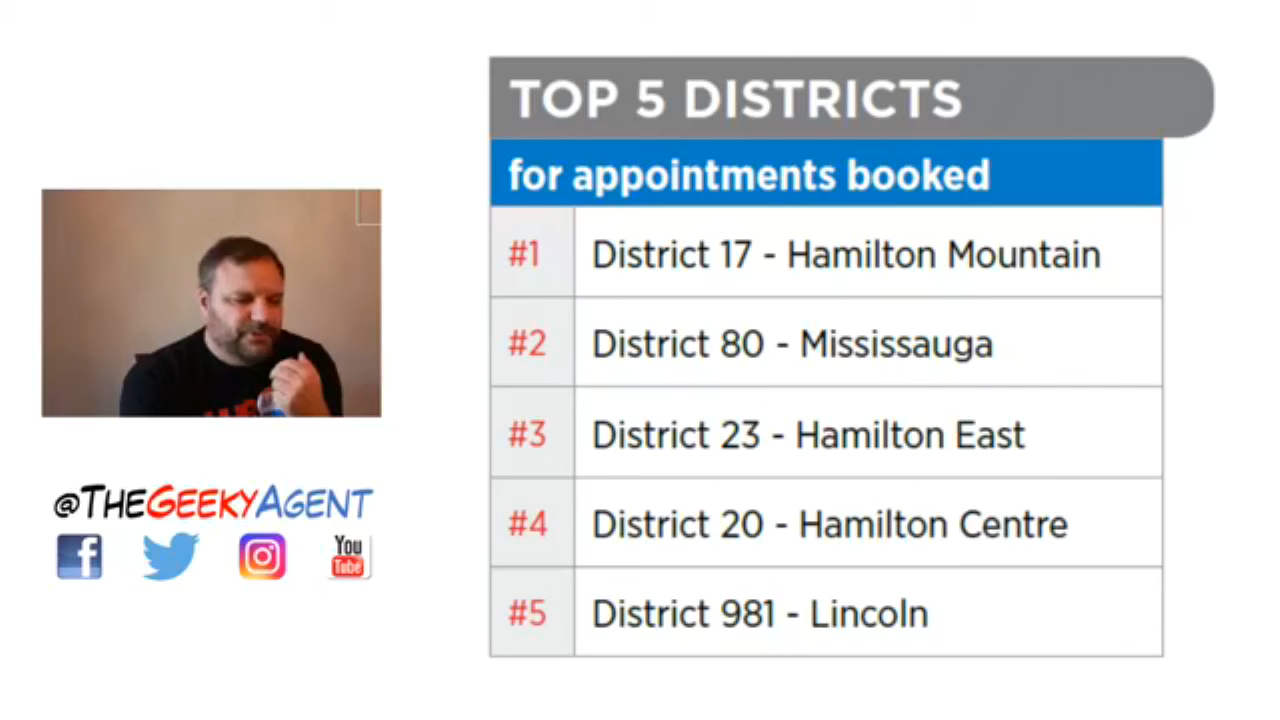 TOP 5 DISTRICTS
for appointments booked
#1 District 17 - Hamilton Mountain
#2 District 80 - Mississauga
#3 District 23 - Hamilton East
#4 District 20 - Hamilton Centre
#5 District 981 - Lincoln
@THEGEEKYAGENT
f
You
Tube